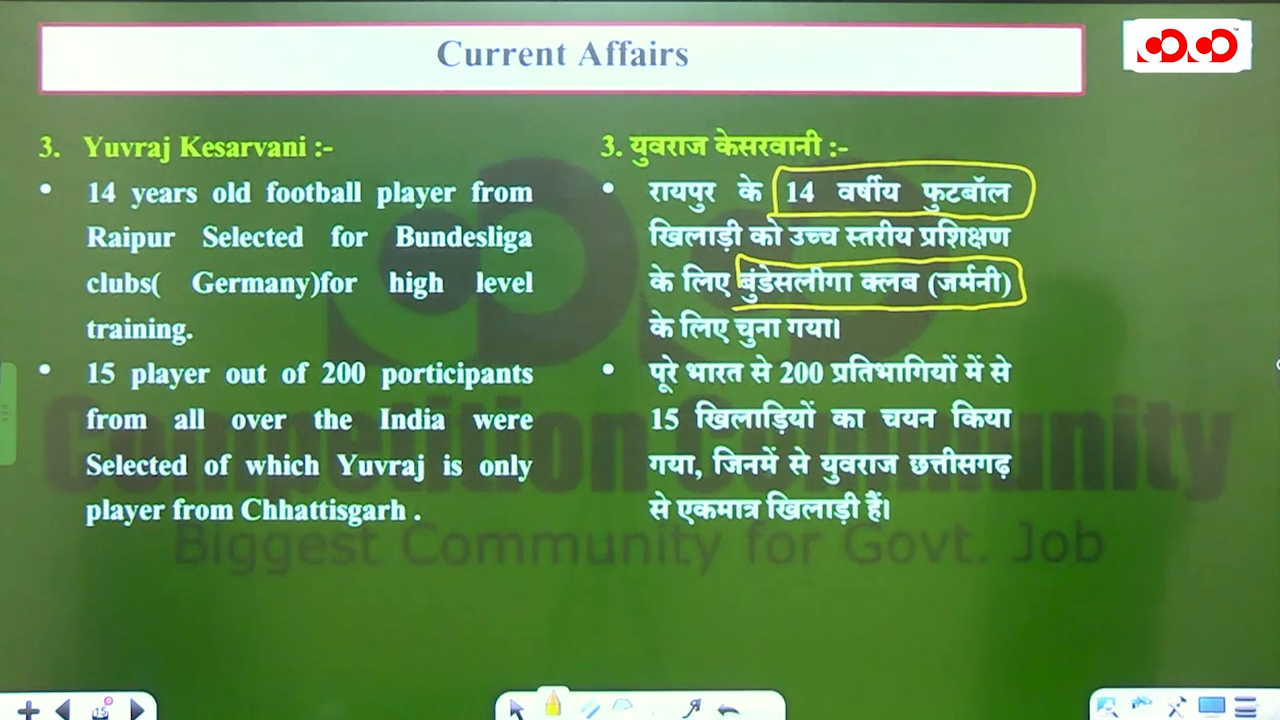 Current Affairs
3. Yuvraj Kesarvani :-
• 14 years old football player from
Raipur Selected for Bundesliga
clubs( Germany)for high level
training.
• 15 player out of 200 porticipants
from all over the India were
Selected of which Yuvraj is only
player from Chhattisgarh .
3. युवराज केसरवानी :-
• रायपुर के 14 वर्षीय फुटबॉल
खिलाड़ी को उच्च स्तरीय प्रशिक्षण
के लिए बुंडेसलीगा क्लब (जर्मनी)
के लिए चुना गया।
• पूरे भारत से 200 प्रतिभागियों में से
15 खिलाड़ियों का चयन किया
गया, जिनमें से युवराज छत्तीसगढ़
से एकमात्र खिलाड़ी हैं।
Competition Community
Biggest Community for Govt. Job
15